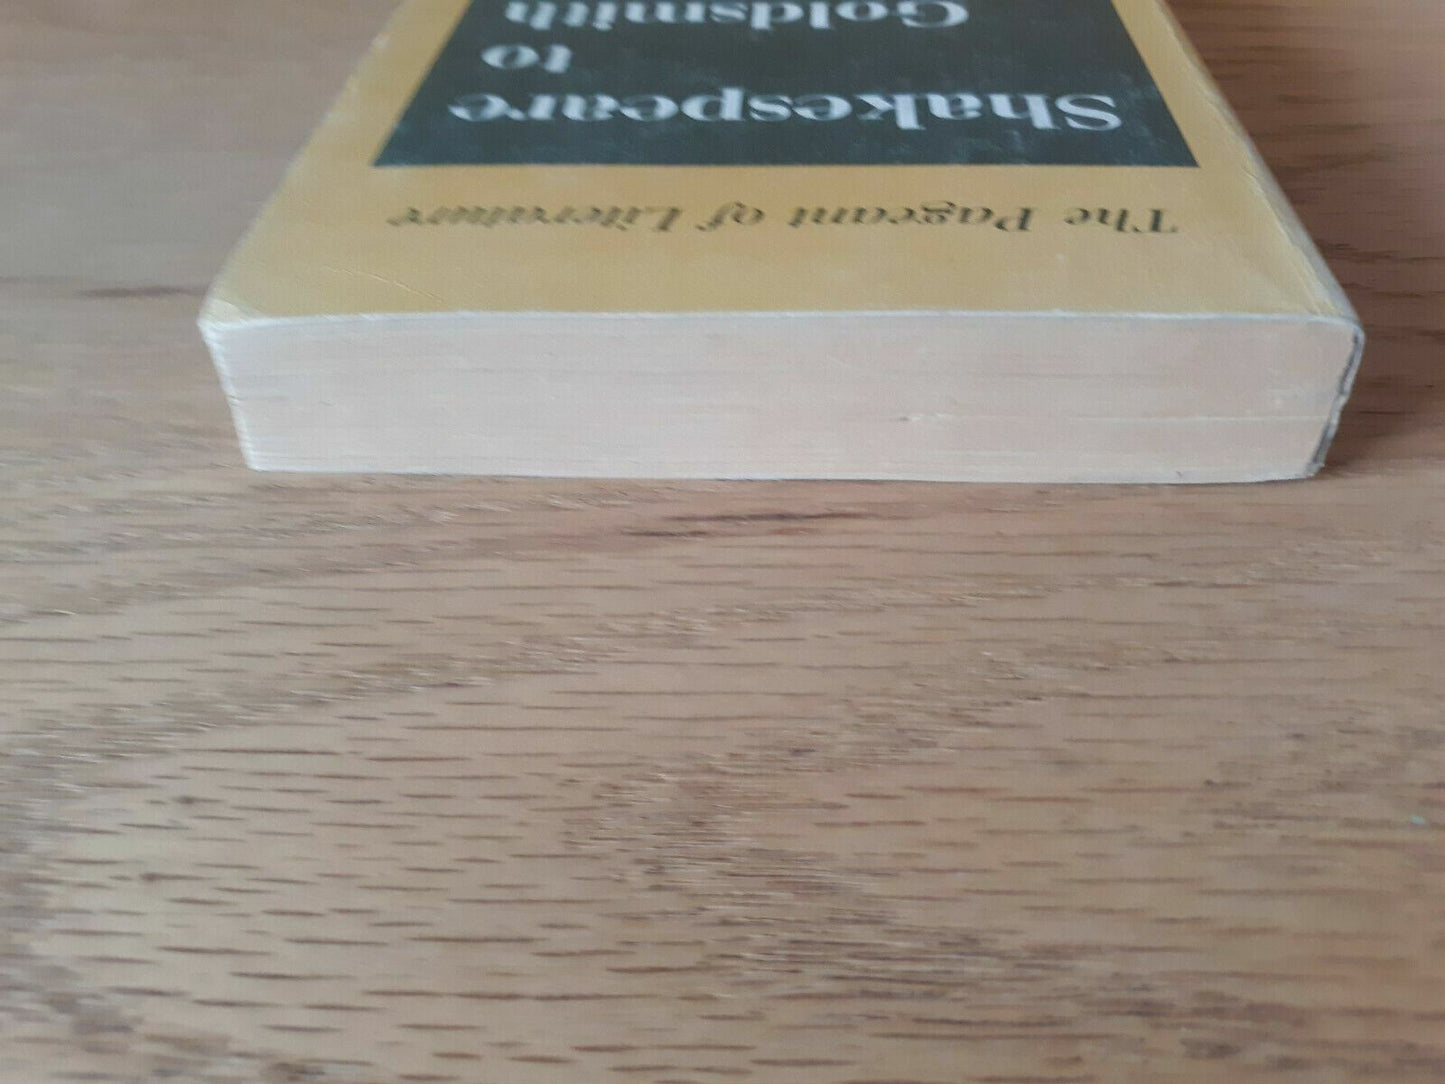 The Pageant of Literature
Shakespeare
to
Goldsmith